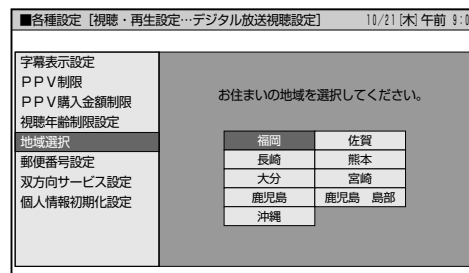 ■各種設定［視聴・再生設定…デジタル放送視聴設定］ 10/21[木]午前 9:0
字幕表示設定
ＰＰＶ制限
ＰＰＶ購入金額制限
視聴年齢制限設定
地域選択
郵便番号設定
双方向サービス設定
個人情報初期化設定
お住まいの地域を選択してください。
福岡 佐賀
長崎 熊本
大分 宮崎
鹿児島 鹿児島　島部
沖縄